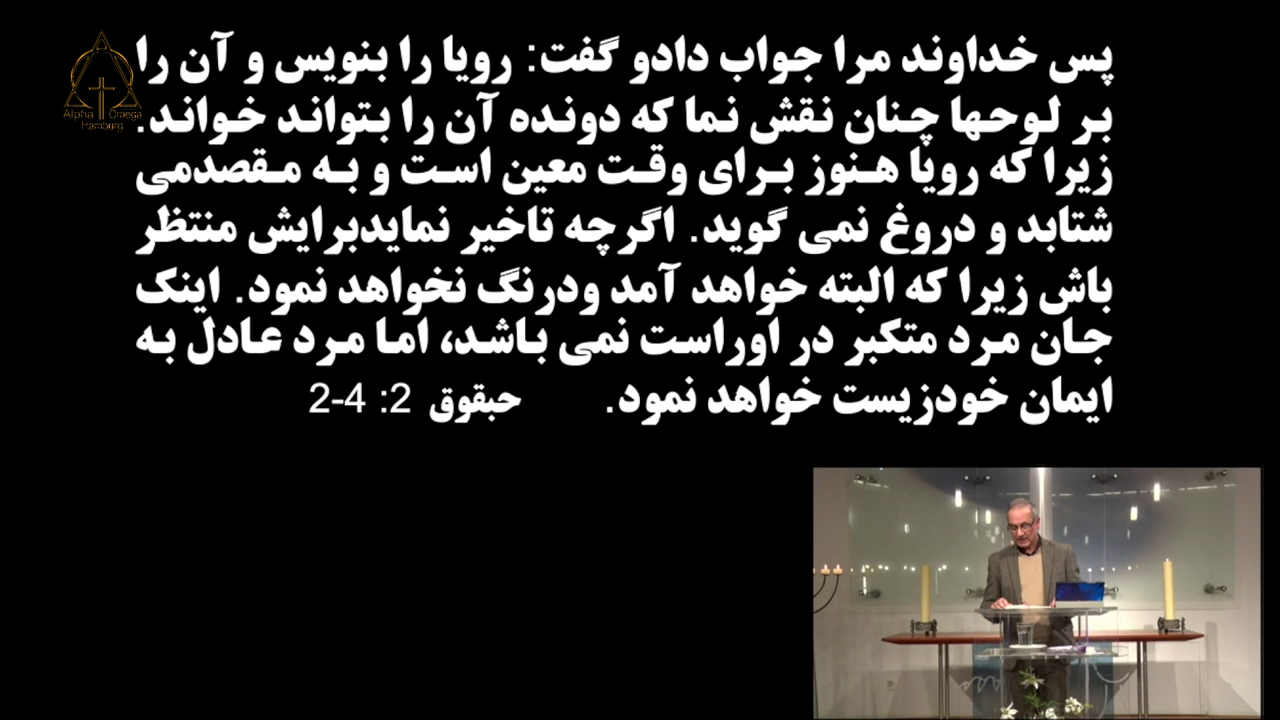 پس خداوند مرا جواب دادو گفت: رویا را بنویس و آن را
بر لوحها چنان نقش نما که دونده آن را بتواند خواند.
زیرا که رویا هنوز برای وقت معین است و به مقصدمی
شتابد و دروغ نمی گوید. اگرچه تاخیر نمایدبرایش منتظر
باش زیرا که البته خواهد آمد ودرنگ نخواهد نمود. اینک
جان مرد متکبر در اوراست نمی باشد، اما مرد عادل به
ایمان خودزیست خواهد نمود. حبقوق 2: 4-2
Alpha Omega
Hamburg